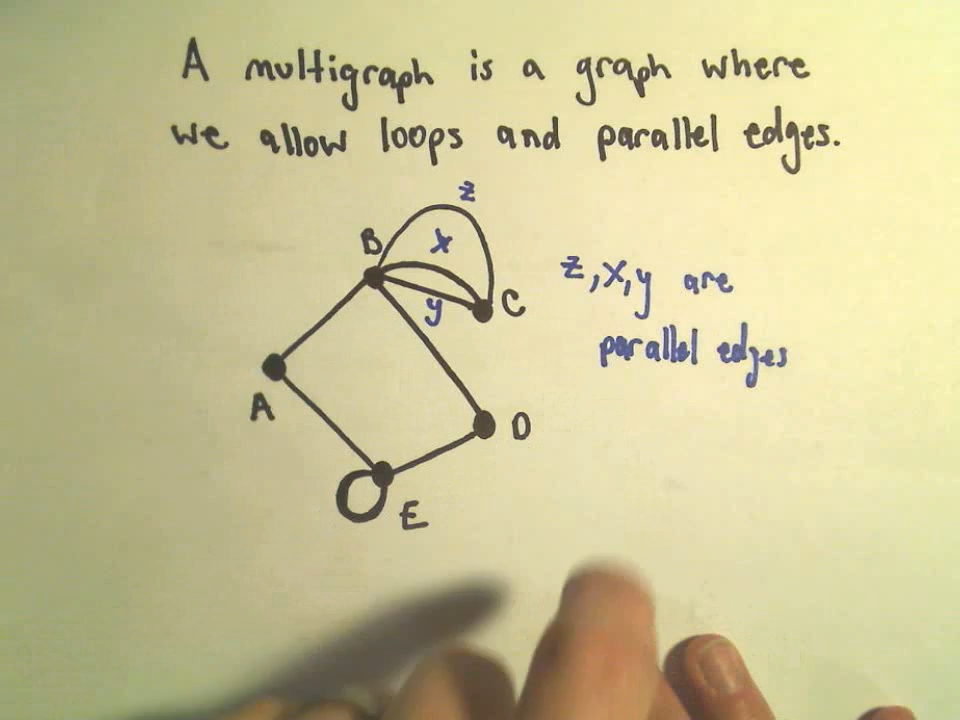 A multigraph is a graph where
we allow loops and parallel edges.
z
B
x
z, x, y are
y
C
parallel edges
A
D
E